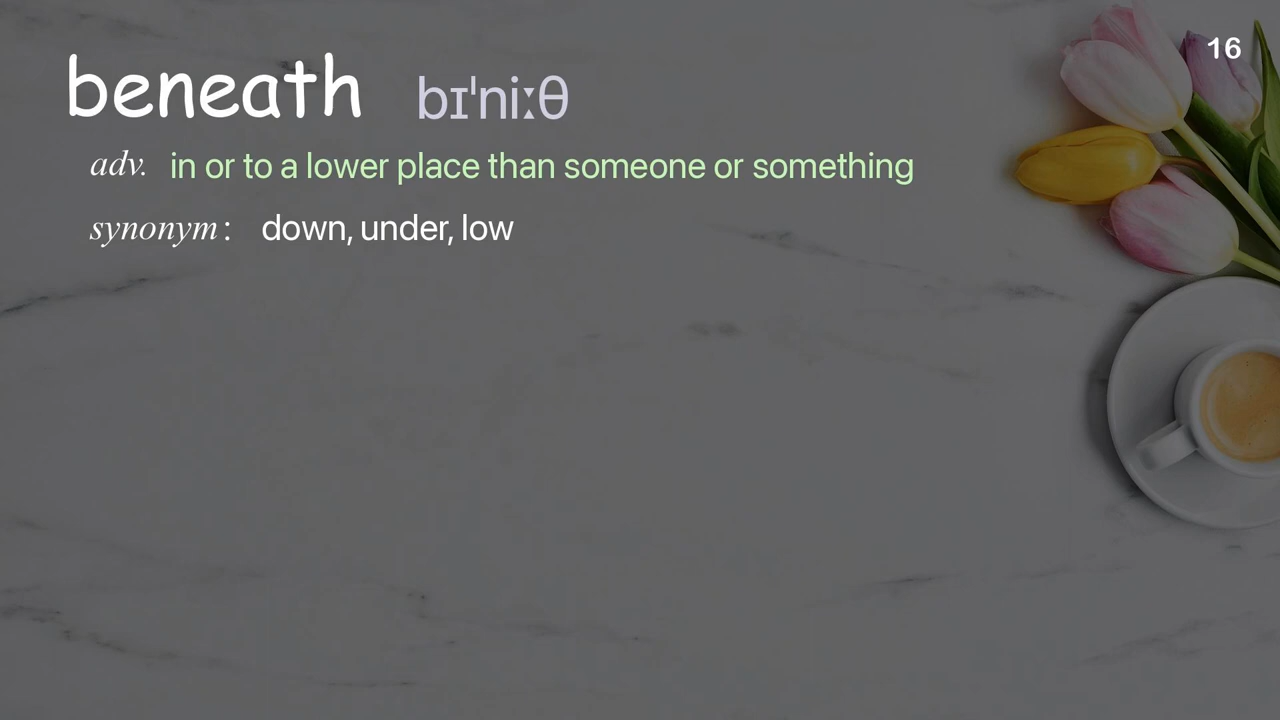 16
beneath bɪˈniːθ
adv. in or to a lower place than someone or something
synonym : down, under, low